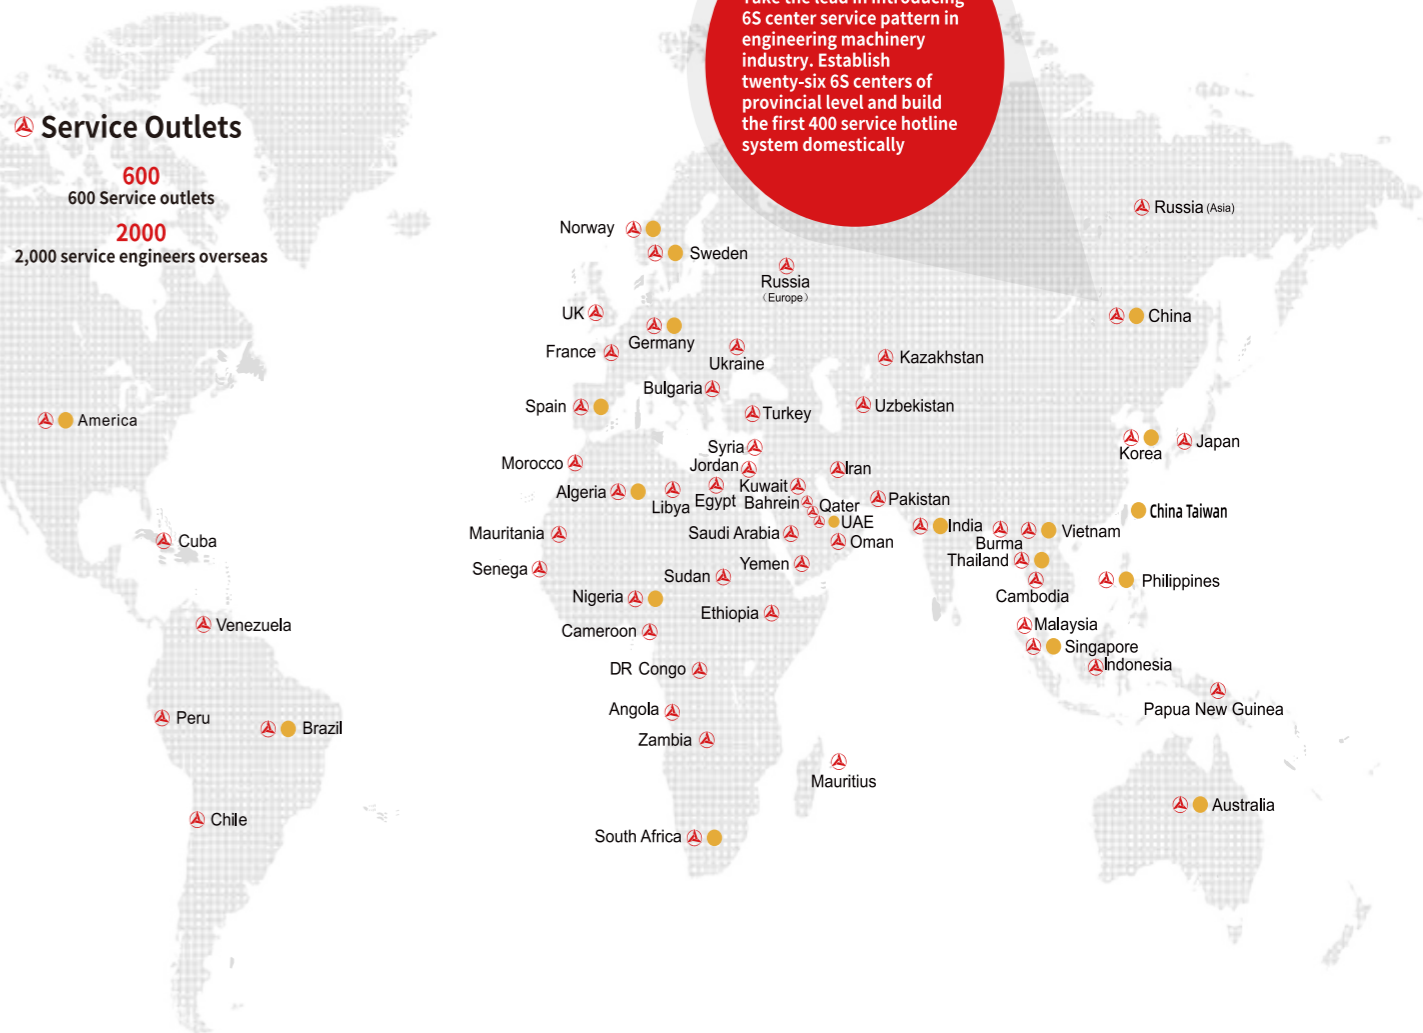 Take the lead in introducing
6S center service pattern in
engineering machinery
industry. Establish
twenty-six 6S centers of
provincial level and build
the first 400 service hotline
system domestically
Service Outlets
600
600 Service outlets
2000
2,000 service engineers overseas
Russia (Asia)
Norway
Sweden
Russia
(Europe)
UK
China
Germany
France
Ukraine
Kazakhstan
Bulgaria
Spain
Uzbekistan
Turkey
America
Korea
Japan
Syria
Morocco
Jordan
Iran
Kuwait
Algeria
Libya
Egypt
Bahrein
Qater
Pakistan
China Taiwan
UAE
India
Burma
Vietnam
Mauritania
Saudi Arabia
Oman
Cuba
Thailand
Yemen
Senega
Sudan
Philippines
Cambodia
Nigeria
Ethiopia
Venezuela
Cameroon
Malaysia
Singapore
Indonesia
DR Congo
Angola
Papua New Guinea
Peru
Brazil
Zambia
Mauritius
Australia
Chile
South Africa